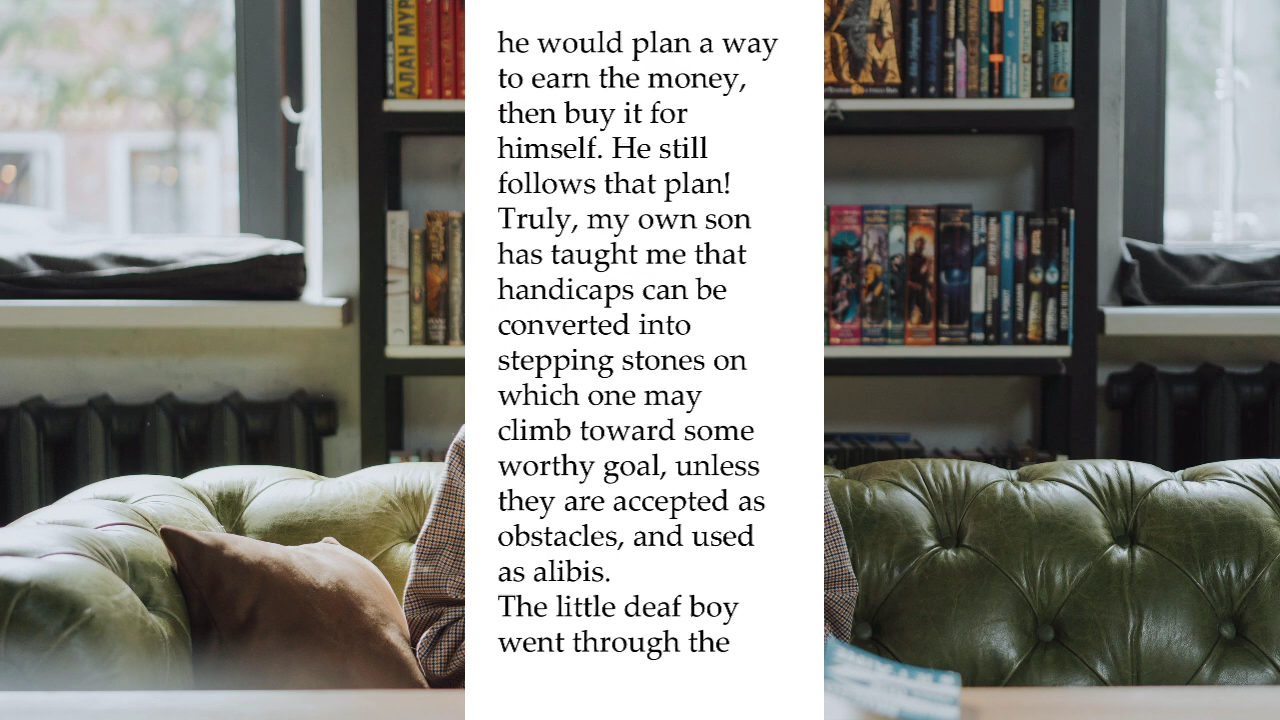 he would plan a way
to earn the money,
then buy it for
himself. He still
follows that plan!
Truly, my own son
has taught me that
handicaps can be
converted into
stepping stones on
which one may
climb toward some
worthy goal, unless
they are accepted as
obstacles, and used
as alibis.
The little deaf boy
went through the
АЛАН МУР